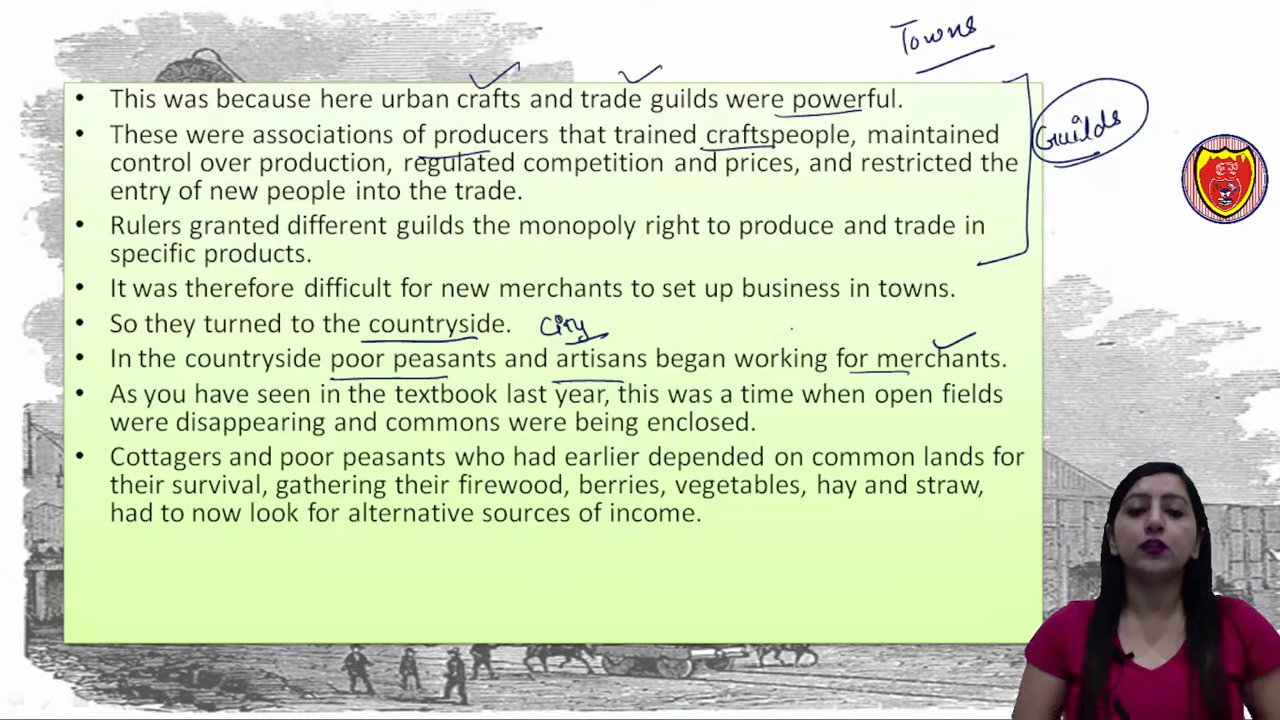 Towns
• This was because here urban crafts and trade guilds were powerful.
• These were associations of producers that trained craftspeople, maintained
control over production, regulated competition and prices, and restricted the
entry of new people into the trade.
Guilds
• Rulers granted different guilds the monopoly right to produce and trade in
specific products.
• It was therefore difficult for new merchants to set up business in towns.
• So they turned to the countryside. City
• In the countryside poor peasants and artisans began working for merchants.
• As you have seen in the textbook last year, this was a time when open fields
were disappearing and commons were being enclosed.
• Cottagers and poor peasants who had earlier depended on common lands for
their survival, gathering their firewood, berries, vegetables, hay and straw,
had to now look for alternative sources of income.